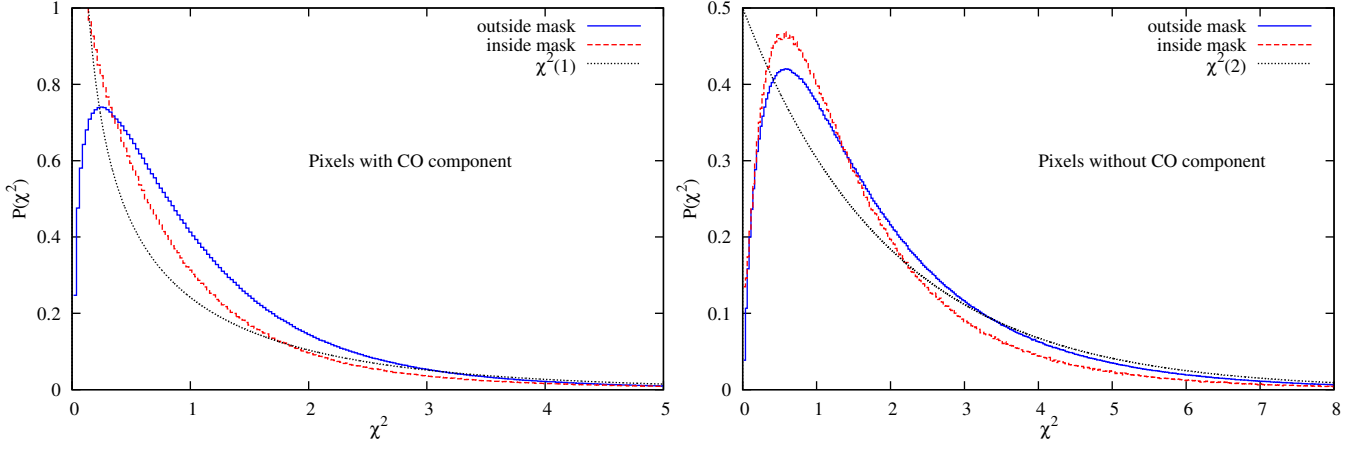 1
0.8
0.6
0.4
0.2
0
P(χ²)
outside mask
inside mask
χ²(1)
Pixels with CO component
0 1 2 3 4 5
χ²
0.5
0.4
0.3
0.2
0.1
0
P(χ²)
outside mask
inside mask
χ²(2)
Pixels without CO component
0 1 2 3 4 5 6 7 8
χ²